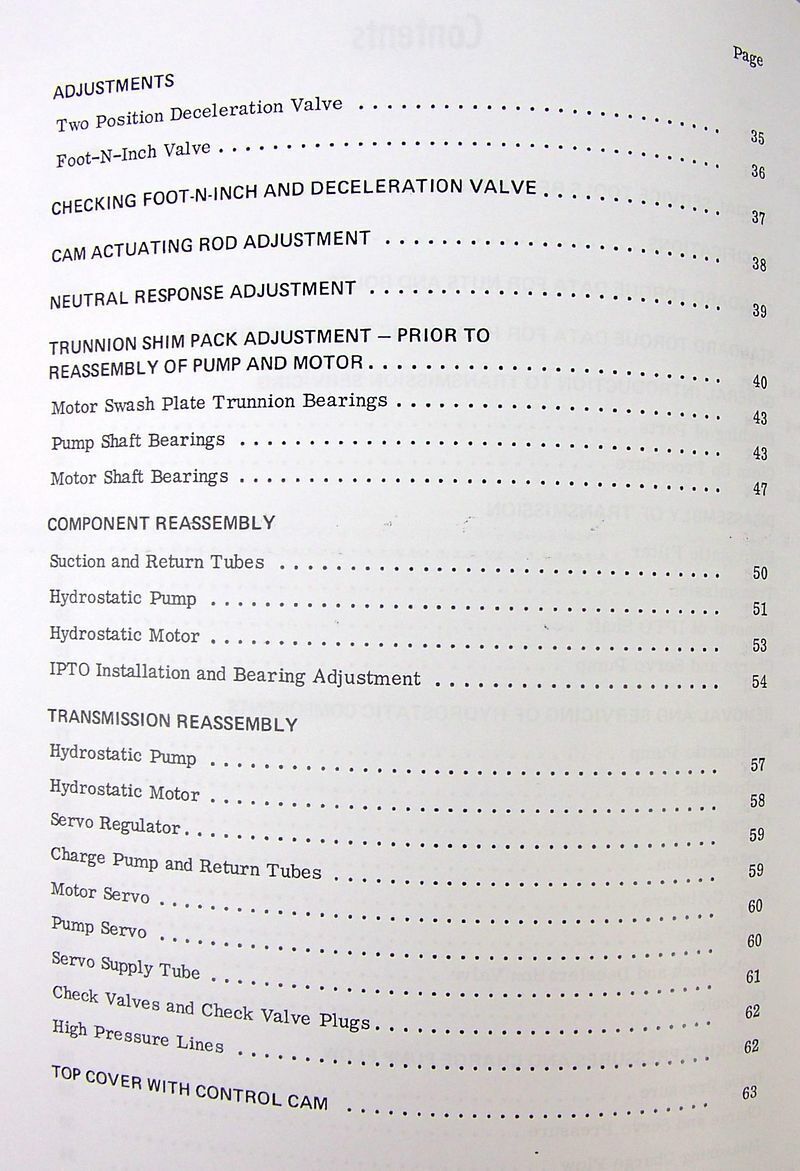 Page
ADJUSTMENTS
Two Position Deceleration Valve . . . . . . . . . . . . . . . . . . . . . . . . . . 35
Foot-N-Inch Valve . . . . . . . . . . . . . . . . . . . . . . . . . . . . . . . . . . . . 36
CHECKING FOOT-N-INCH AND DECELERATION VALVE . . . . . . . . . . . . . 37
CAM ACTUATING ROD ADJUSTMENT . . . . . . . . . . . . . . . . . . . . . . . . 38
NEUTRAL RESPONSE ADJUSTMENT . . . . . . . . . . . . . . . . . . . . . . . . . 39
TRUNNION SHIM PACK ADJUSTMENT — PRIOR TO
REASSEMBLY OF PUMP AND MOTOR . . . . . . . . . . . . . . . . . . . . . . . . . 40
Motor Swash Plate Trunnion Bearings . . . . . . . . . . . . . . . . . . . . . . . 43
Pump Shaft Bearings . . . . . . . . . . . . . . . . . . . . . . . . . . . . . . . . . . 43
Motor Shaft Bearings . . . . . . . . . . . . . . . . . . . . . . . . . . . . . . . . . . 47
COMPONENT REASSEMBLY
Suction and Return Tubes . . . . . . . . . . . . . . . . . . . . . . . . . . . . . . . 50
Hydrostatic Pump . . . . . . . . . . . . . . . . . . . . . . . . . . . . . . . . . . . . 51
Hydrostatic Motor . . . . . . . . . . . . . . . . . . . . . . . . . . . . . . . . . . . . 53
IPTO Installation and Bearing Adjustment . . . . . . . . . . . . . . . . . . . . 54
TRANSMISSION REASSEMBLY
Hydrostatic Pump . . . . . . . . . . . . . . . . . . . . . . . . . . . . . . . . . . . . 57
Hydrostatic Motor . . . . . . . . . . . . . . . . . . . . . . . . . . . . . . . . . . . . 58
Servo Regulator . . . . . . . . . . . . . . . . . . . . . . . . . . . . . . . . . . . . . . 59
Charge Pump and Return Tubes . . . . . . . . . . . . . . . . . . . . . . . . . . . 59
Motor Servo . . . . . . . . . . . . . . . . . . . . . . . . . . . . . . . . . . . . . . . . 60
Pump Servo . . . . . . . . . . . . . . . . . . . . . . . . . . . . . . . . . . . . . . . . 60
Servo Supply Tube . . . . . . . . . . . . . . . . . . . . . . . . . . . . . . . . . . . . 61
Check Valves and Check Valve Plugs . . . . . . . . . . . . . . . . . . . . . . . . 62
High Pressure Lines . . . . . . . . . . . . . . . . . . . . . . . . . . . . . . . . . . . 62
TOP COVER WITH CONTROL CAM . . . . . . . . . . . . . . . . . . . . . . . . . . 63